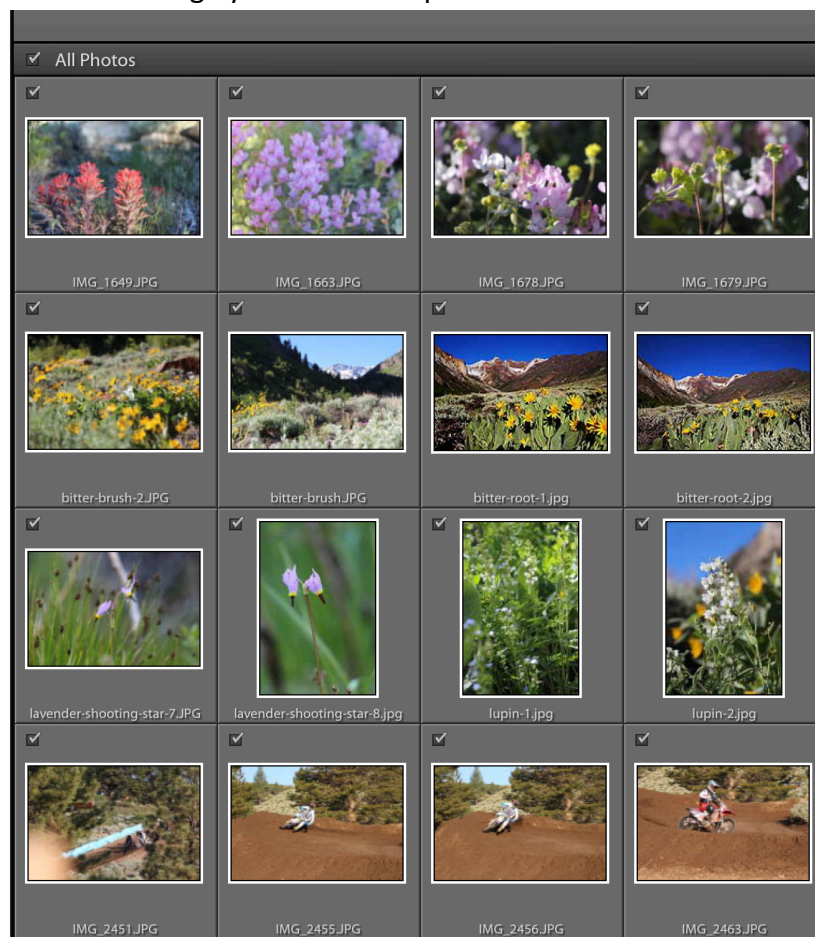 All Photos
IMG_1649.JPG
IMG_1663.JPG
IMG_1678.JPG
IMG_1679.JPG
bitter-brush-2.JPG
bitter-brush.JPG
bitter-root-1.jpg
bitter-root-2.jpg
lavender-shooting-star-7.JPG
lavender-shooting-star-8.jpg
lupin-1.jpg
lupin-2.jpg
IMG_2451.JPG
IMG_2455.JPG
IMG_2456.JPG
IMG_2463.JPG